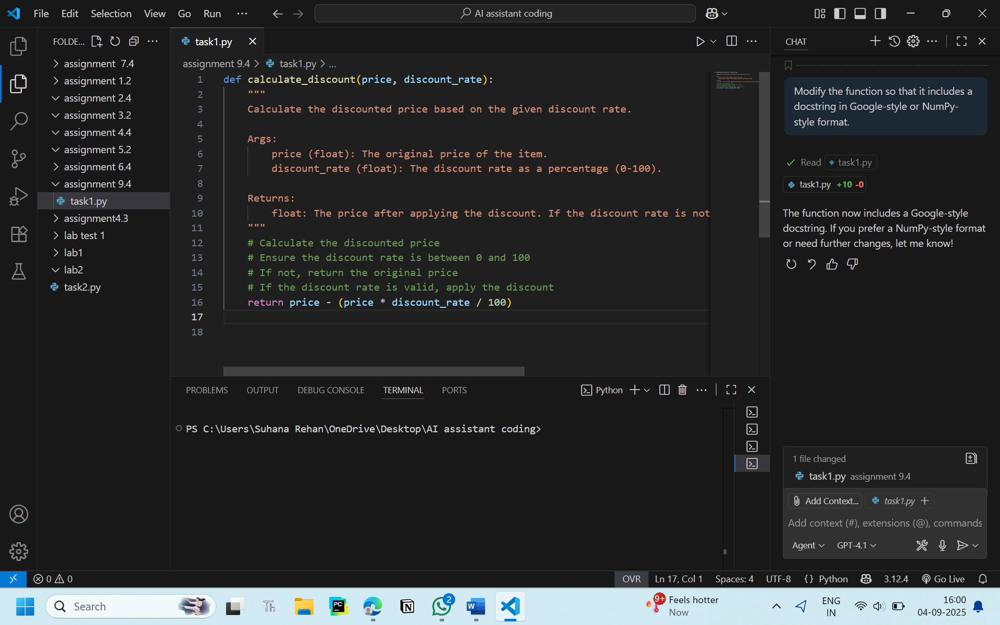 File Edit Selection View Go Run ··· AI assistant coding
FOLDE... ···
assignment 7.4
assignment 1.2
assignment 2.4
assignment 3.2
assignment 4.4
assignment 5.2
assignment 6.4
assignment 9.4
task1.py
assignment4.3
lab test 1
lab1
lab2
task2.py
task1.py
assignment 9.4 > task1.py > ...
1 def calculate_discount(price, discount_rate):
2 """
3 Calculate the discounted price based on the given discount rate.
4
5 Args:
6 price (float): The original price of the item.
7 discount_rate (float): The discount rate as a percentage (0-100).
8
9 Returns:
10 float: The price after applying the discount. If the discount rate is not
11 """
12 # Calculate the discounted price
13 # Ensure the discount rate is between 0 and 100
14 # If not, return the original price
15 # If the discount rate is valid, apply the discount
16 return price - (price * discount_rate / 100)
17
18
PROBLEMS OUTPUT DEBUG CONSOLE TERMINAL PORTS Python
PS C:\Users\Suhana Rehan\OneDrive\Desktop\AI assistant coding>
CHAT
Modify the function so that it includes a
docstring in Google-style or NumPy-
style format.
Read task1.py
task1.py +10 -0
The function now includes a Google-style
docstring. If you prefer a NumPy-style format
or need further changes, let me know!
1 file changed
task1.py assignment 9.4
Add Context... task1.py
Add context (#), extensions (@), commands
Agent GPT-4.1
0 0 OVR Ln 17, Col 1 Spaces: 4 UTF-8 {} Python 3.12.4 Go Live
Search
PC
Th
N
2
W
9+
Feels hotter
Now
ENG
IN
16:00
04-09-2025